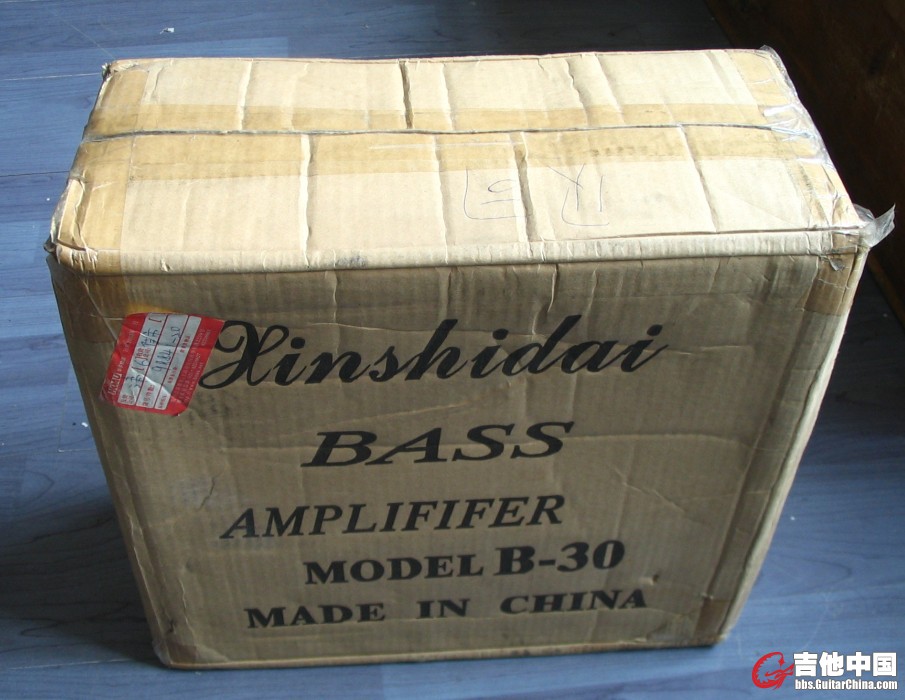 Xinshidai
BASS
AMPLIFIFER
MODEL B-30
MADE IN CHINA
吉他中国
bbs.GuitarChina.com